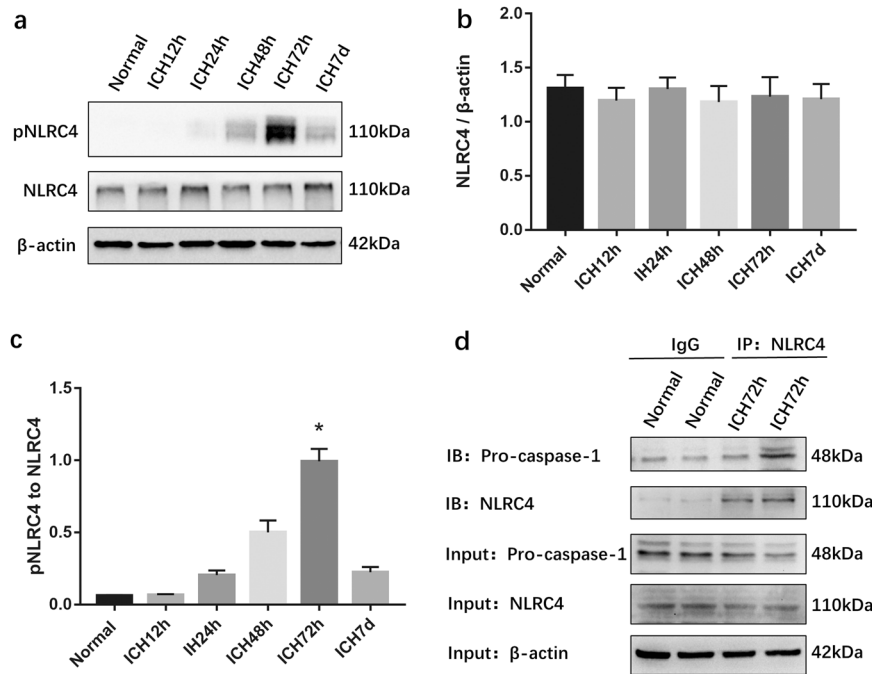 a
Normal
ICH12h
ICH24h
ICH48h
ICH72h
ICH7d
pNLRC4
110kDa
NLRC4
110kDa
β-actin
42kDa
b
NLRC4 / β-actin
2.0
1.5
1.0
0.5
0.0
Normal
ICH12h
IH24h
ICH48h
ICH72h
ICH7d
c
pNLRC4 to NLRC4
1.5
1.0
0.5
0.0
*
Normal
ICH12h
IH24h
ICH48h
ICH72h
ICH7d
d
IgG
IP: NLRC4
Normal
Normal
ICH72h
ICH72h
IB: Pro-caspase-1
48kDa
IB: NLRC4
110kDa
Input: Pro-caspase-1
48kDa
Input: NLRC4
110kDa
Input: β-actin
42kDa